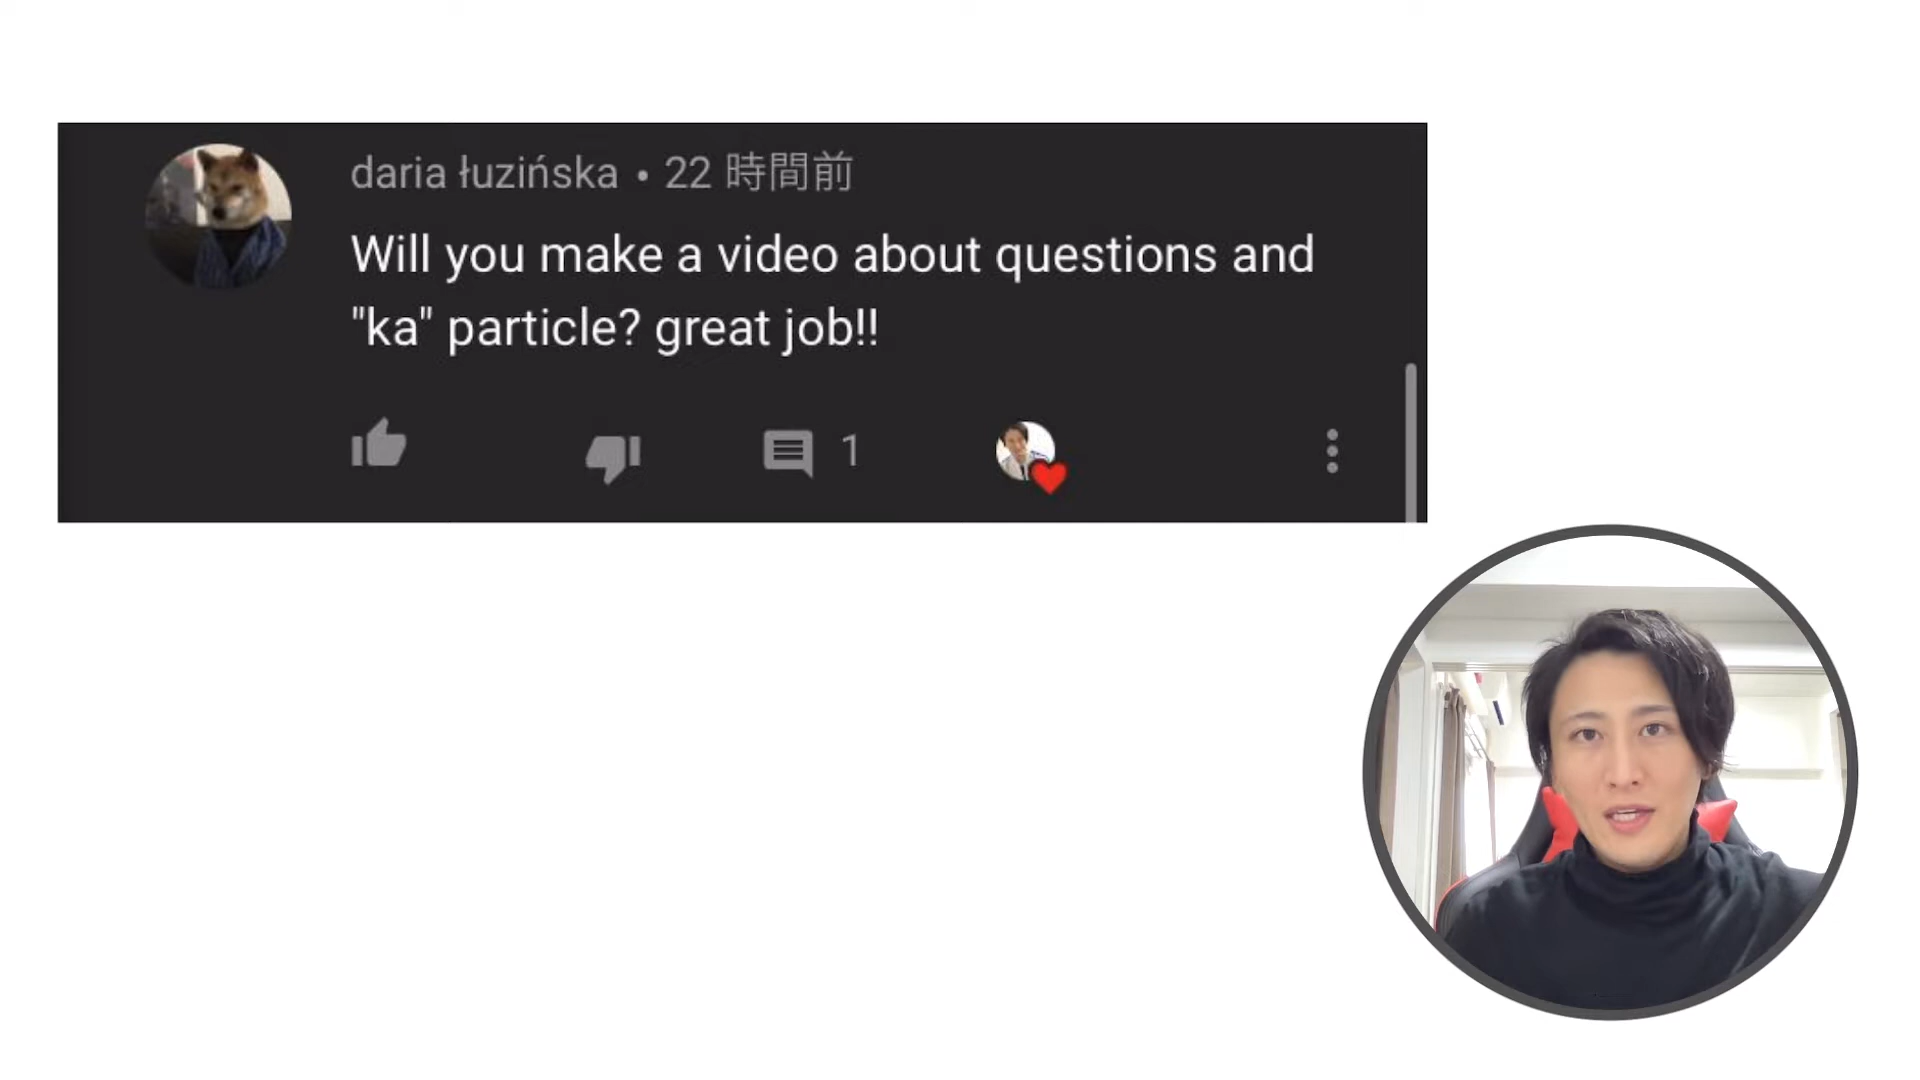 daria łuzińska • 22 時間前
Will you make a video about questions and
"ka" particle? great job!!
1